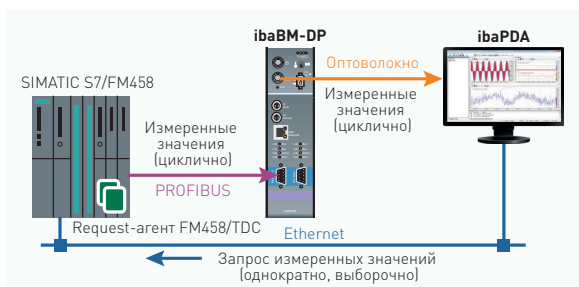 ibaBM-DP
ibaPDA
Оптоволокно
SIMATIC S7/FM458
Измеренные
значения
(циклично)
Измеренные
значения
(циклично)
PROFIBUS
Request-агент FM458/TDC
Ethernet
Запрос измеренных значений
(однократно, выборочно)